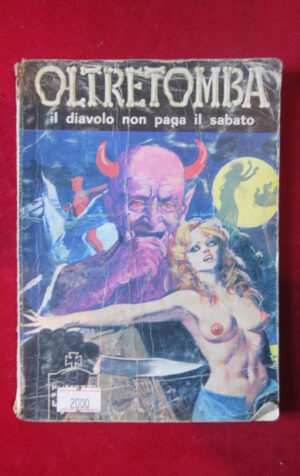 OLTRETOMBA
il diavolo non paga il sabato
2000